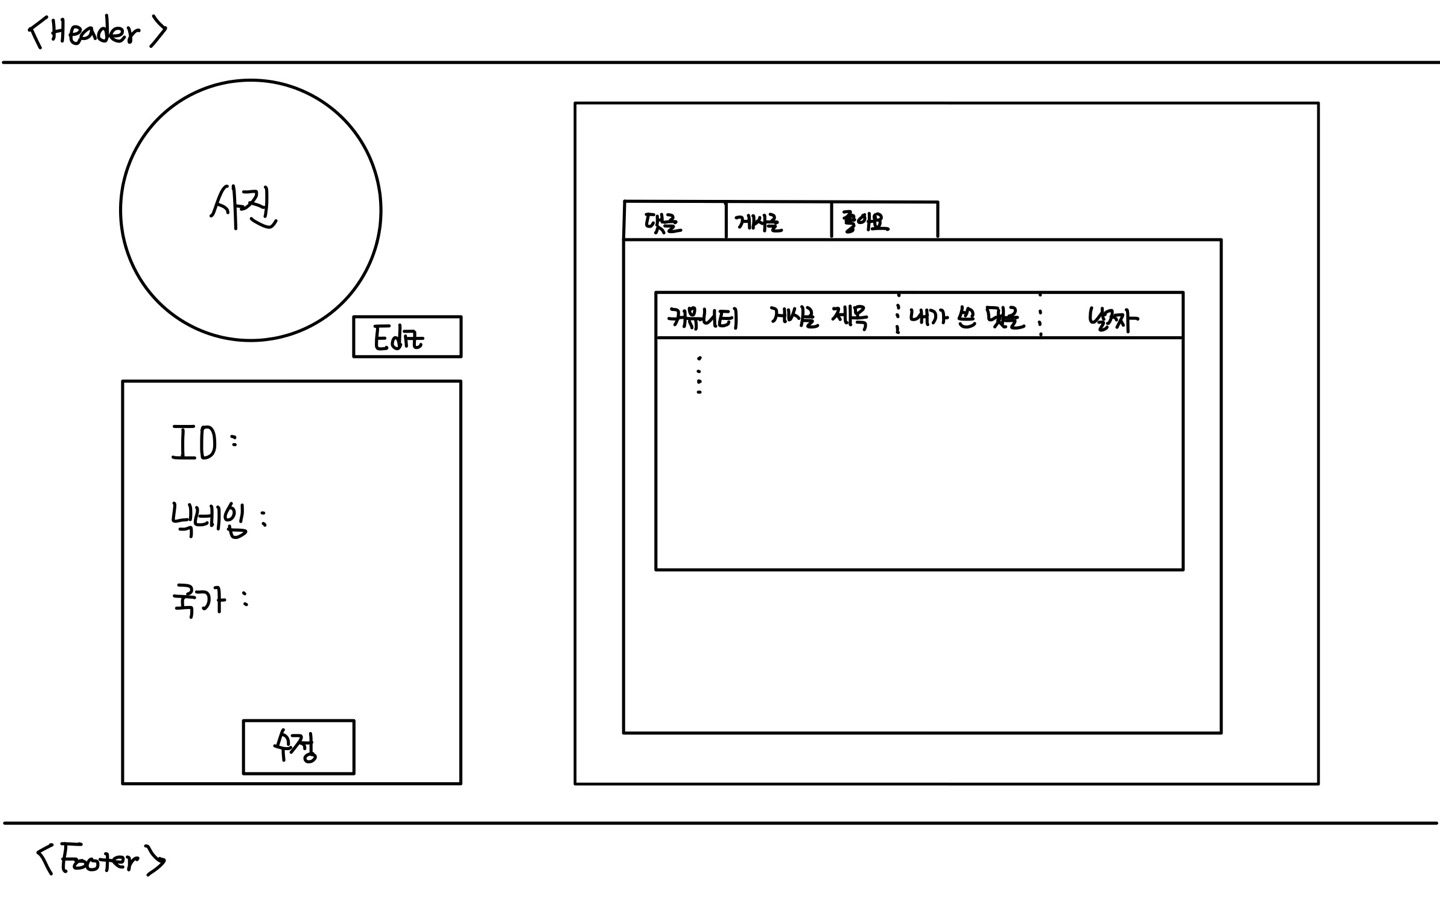 <Header>
사진
Edit
ID :
닉네임 :
국가 :
수정
댓글 게시글 좋아요
커뮤니티 게시글 제목 내가 쓴 댓글 날짜
<Footer>